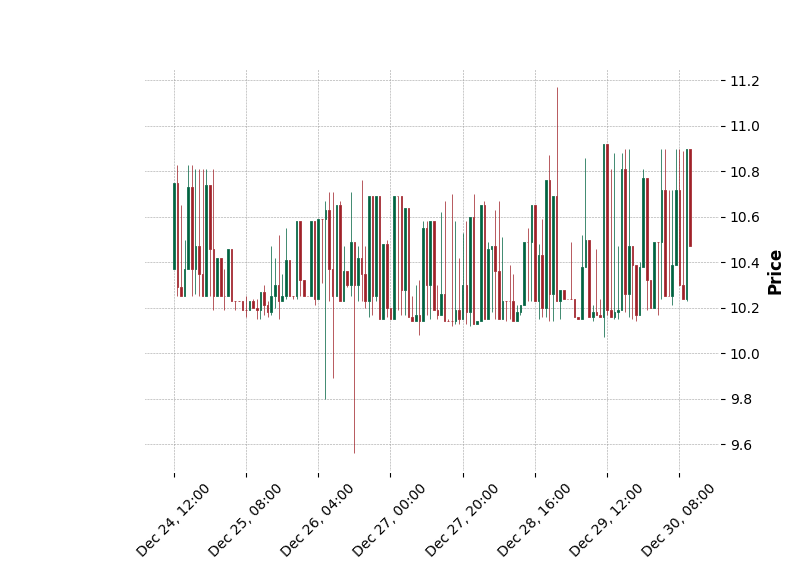 11.2
11.0
10.8
10.6
10.4
10.2
10.0
9.8
9.6
Price
Dec 24, 12:00
Dec 25, 08:00
Dec 26, 04:00
Dec 27, 00:00
Dec 27, 20:00
Dec 28, 16:00
Dec 29, 12:00
Dec 30, 08:00